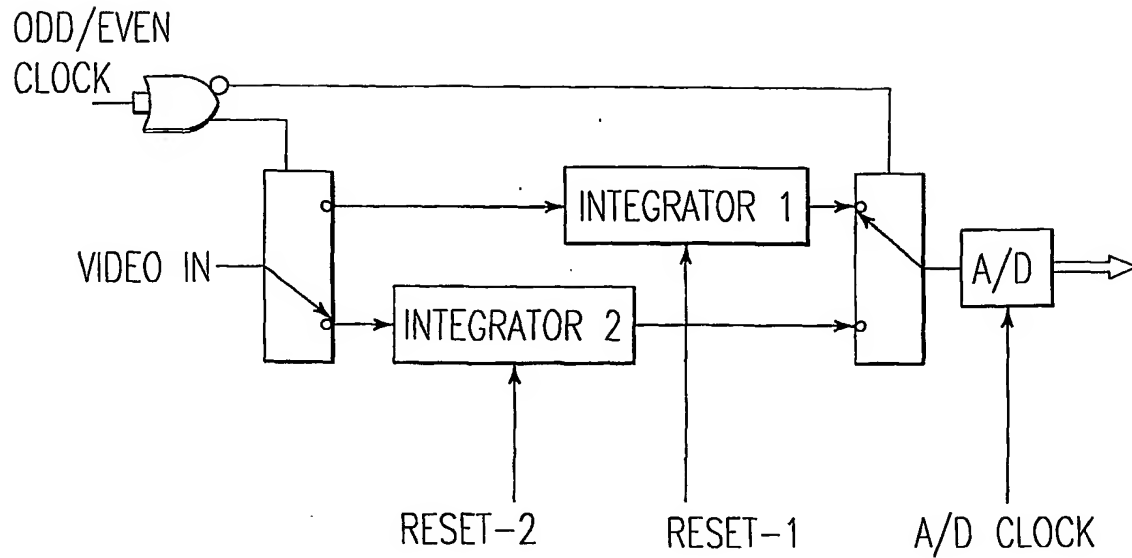 ODD/EVEN
CLOCK
INTEGRATOR 1
VIDEO IN
A/D
INTEGRATOR 2
RESET-2
RESET-1
A/D CLOCK